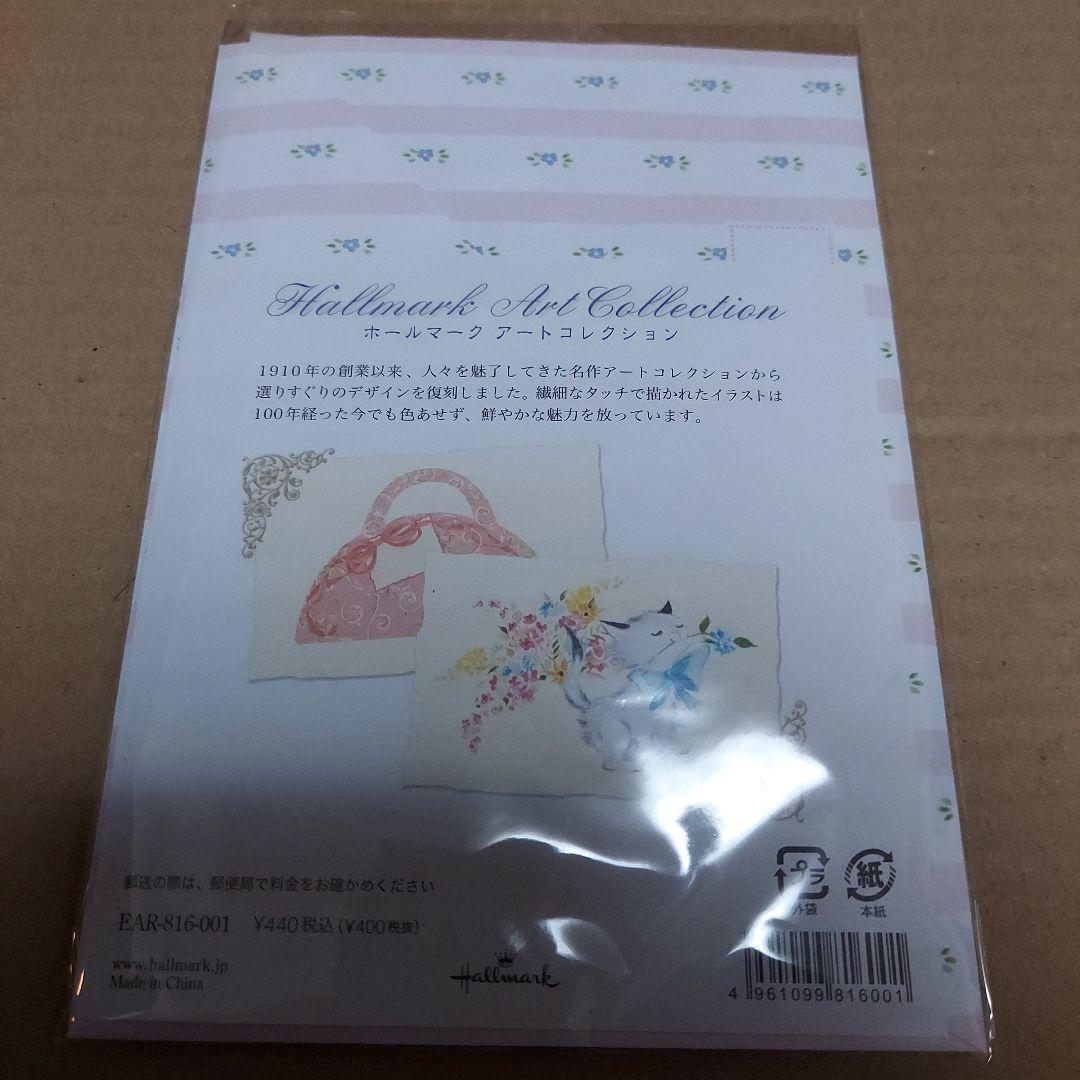 Hallmark Art Collection
ホールマーク アートコレクション
1910年の創業以来、人々を魅了してきた名作アートコレクションから
選りすぐりのデザインを復刻しました。繊細なタッチで描かれたイラストは
100年経った今でも色あせず、鮮やかな魅力を放っています。
郵送の際は、郵便局で料金をお確かめください
EAR-816-001 ¥440税込(¥400税抜)
www.hallmark.jp
Made in China
Hallmark
プラ
外袋
紙
本紙
4 961099 816001